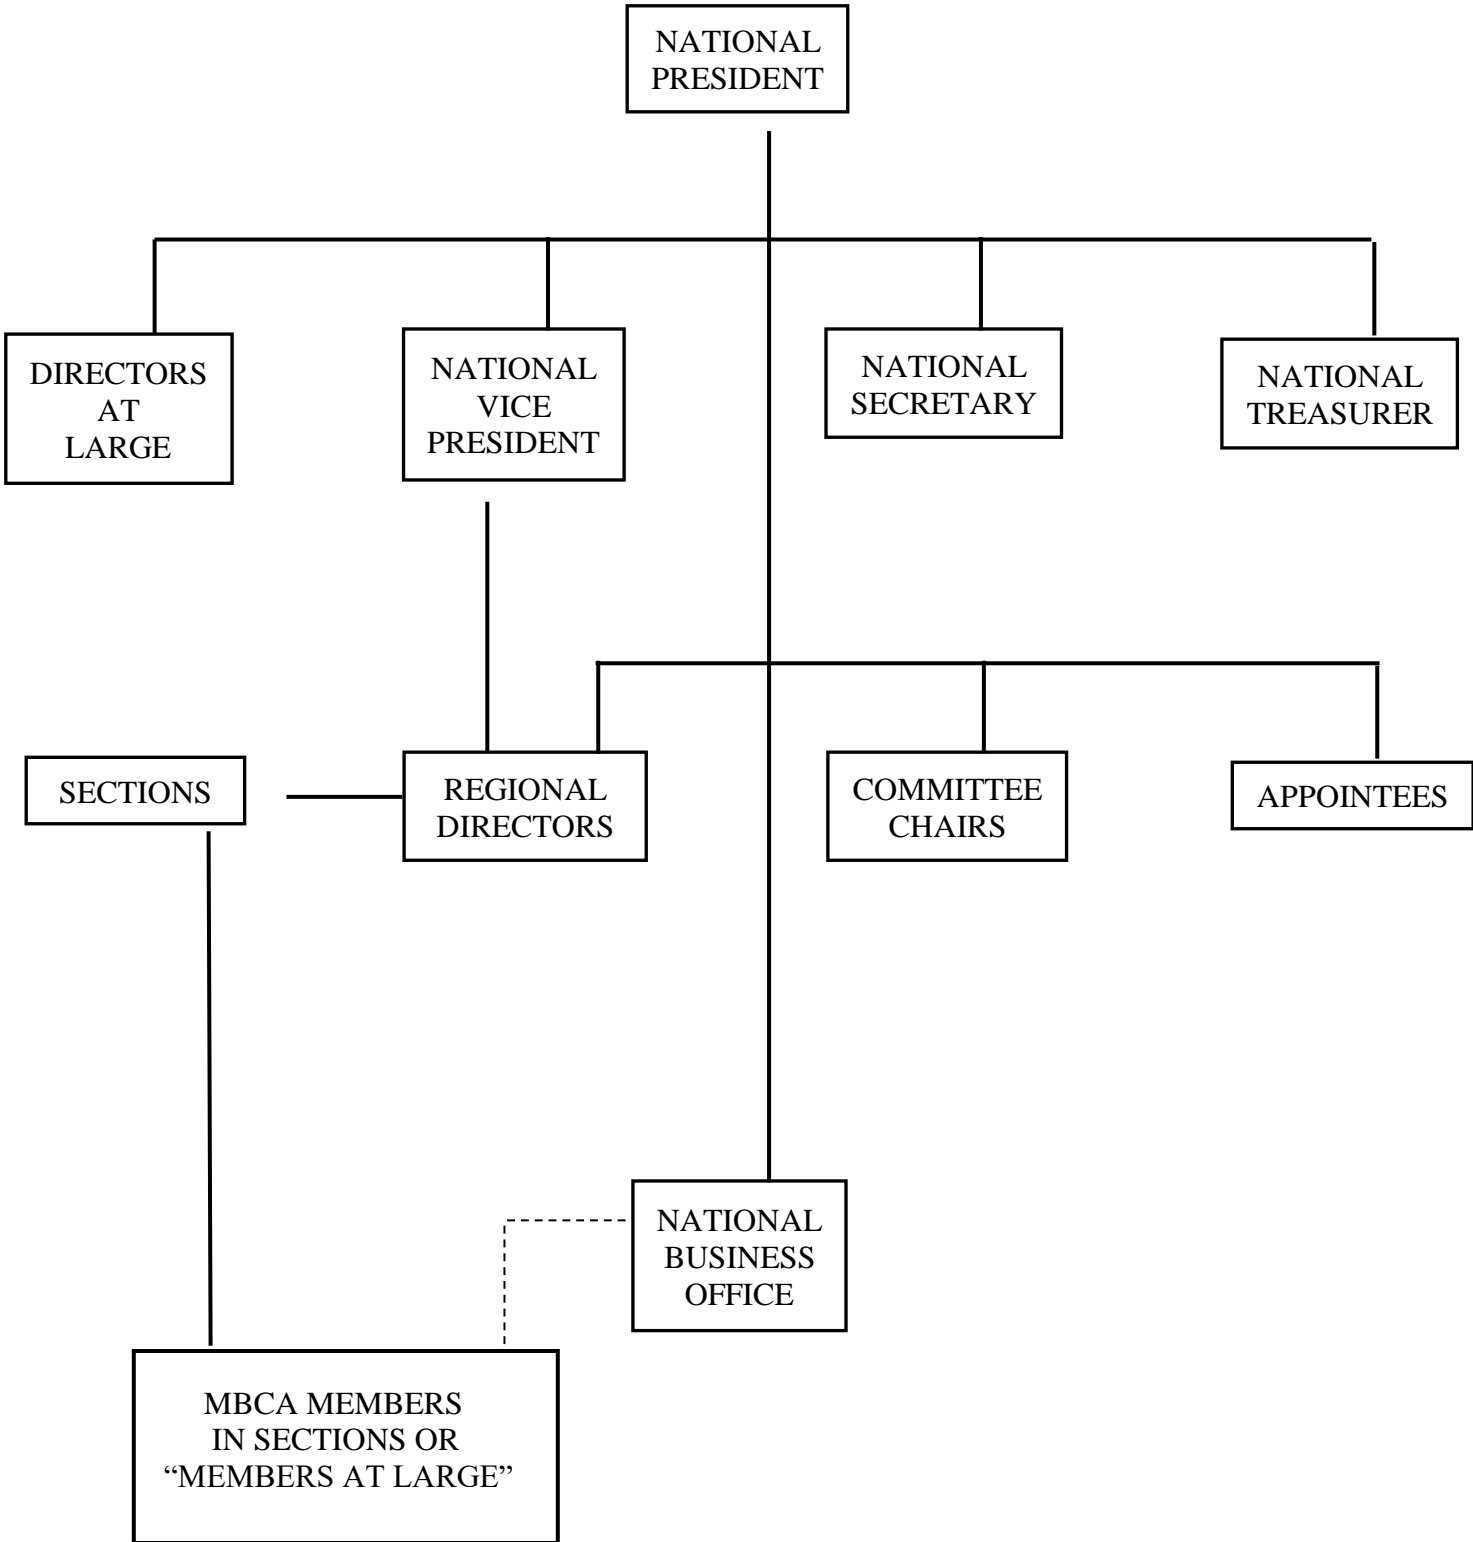 NATIONAL
PRESIDENT
DIRECTORS
AT
LARGE
NATIONAL
VICE
PRESIDENT
NATIONAL
SECRETARY
NATIONAL
TREASURER
SECTIONS
REGIONAL
DIRECTORS
COMMITTEE
CHAIRS
APPOINTEES
NATIONAL
BUSINESS
OFFICE
MBCA MEMBERS
IN SECTIONS OR
“MEMBERS AT LARGE”